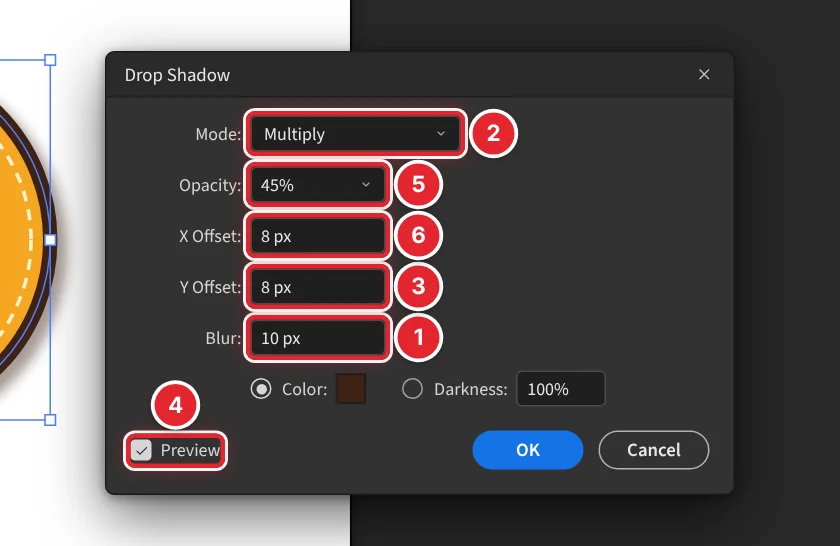 Drop Shadow
Mode: Multiply 2
Opacity: 45% 5
X Offset: 8 px 6
Y Offset: 8 px 3
Blur: 10 px 1
Color: Darkness: 100%
4
Preview OK Cancel